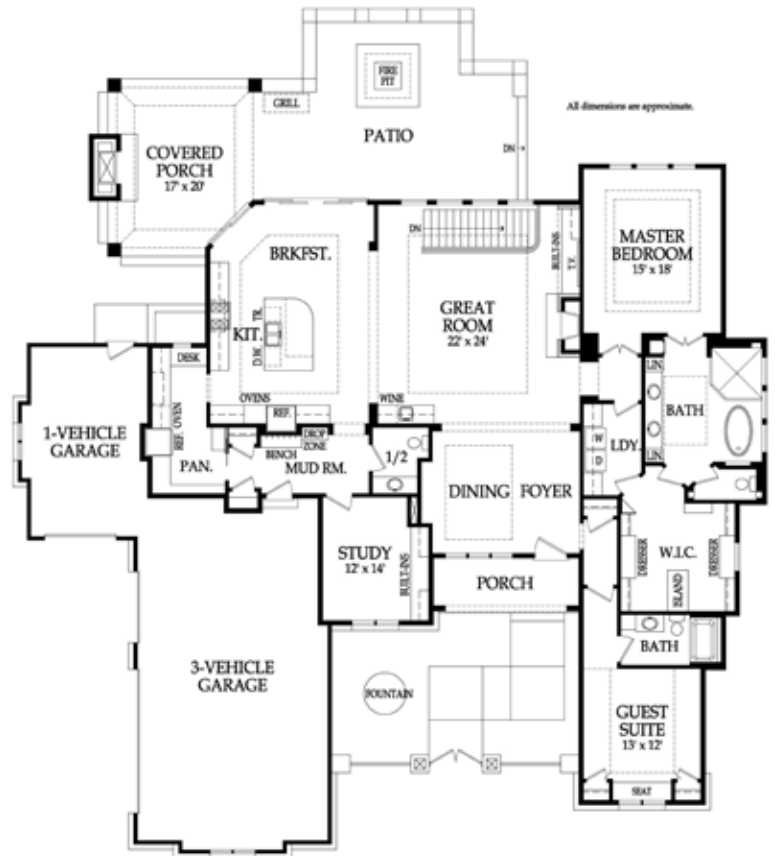 FIRE
PIT
GRILL
All dimensions are approximate.
PATIO
DN
COVERED
PORCH
17' x 20'
MASTER
BEDROOM
15' x 18'
DN
BUILT-INS
T.V.
BRKFST.
GREAT
ROOM
22' x 24'
KIT.
D.W.
TR.
DESK
LIN
BATH
LIN
OVENS
REF.
WINE
1-VEHICLE
GARAGE
REF.
OVEN
PAN.
BENCH
DROP
ZONE
MUD RM.
1/2
W
D
LDY.
DINING
FOYER
STUDY
12' x 14'
BUILT-INS
PORCH
DRESSER
W.I.C.
ISLAND
DRESSER
BATH
3-VEHICLE
GARAGE
FOUNTAIN
GUEST
SUITE
13' x 12'
SEAT